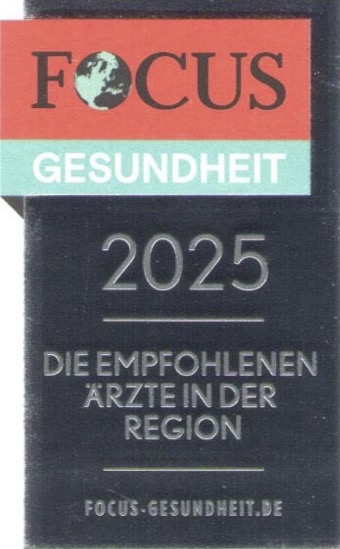 FOCUS
GESUNDHEIT
2025
DIE EMPFOHLENEN
ÄRZTE IN DER
REGION
FOCUS-GESUNDHEIT.DE